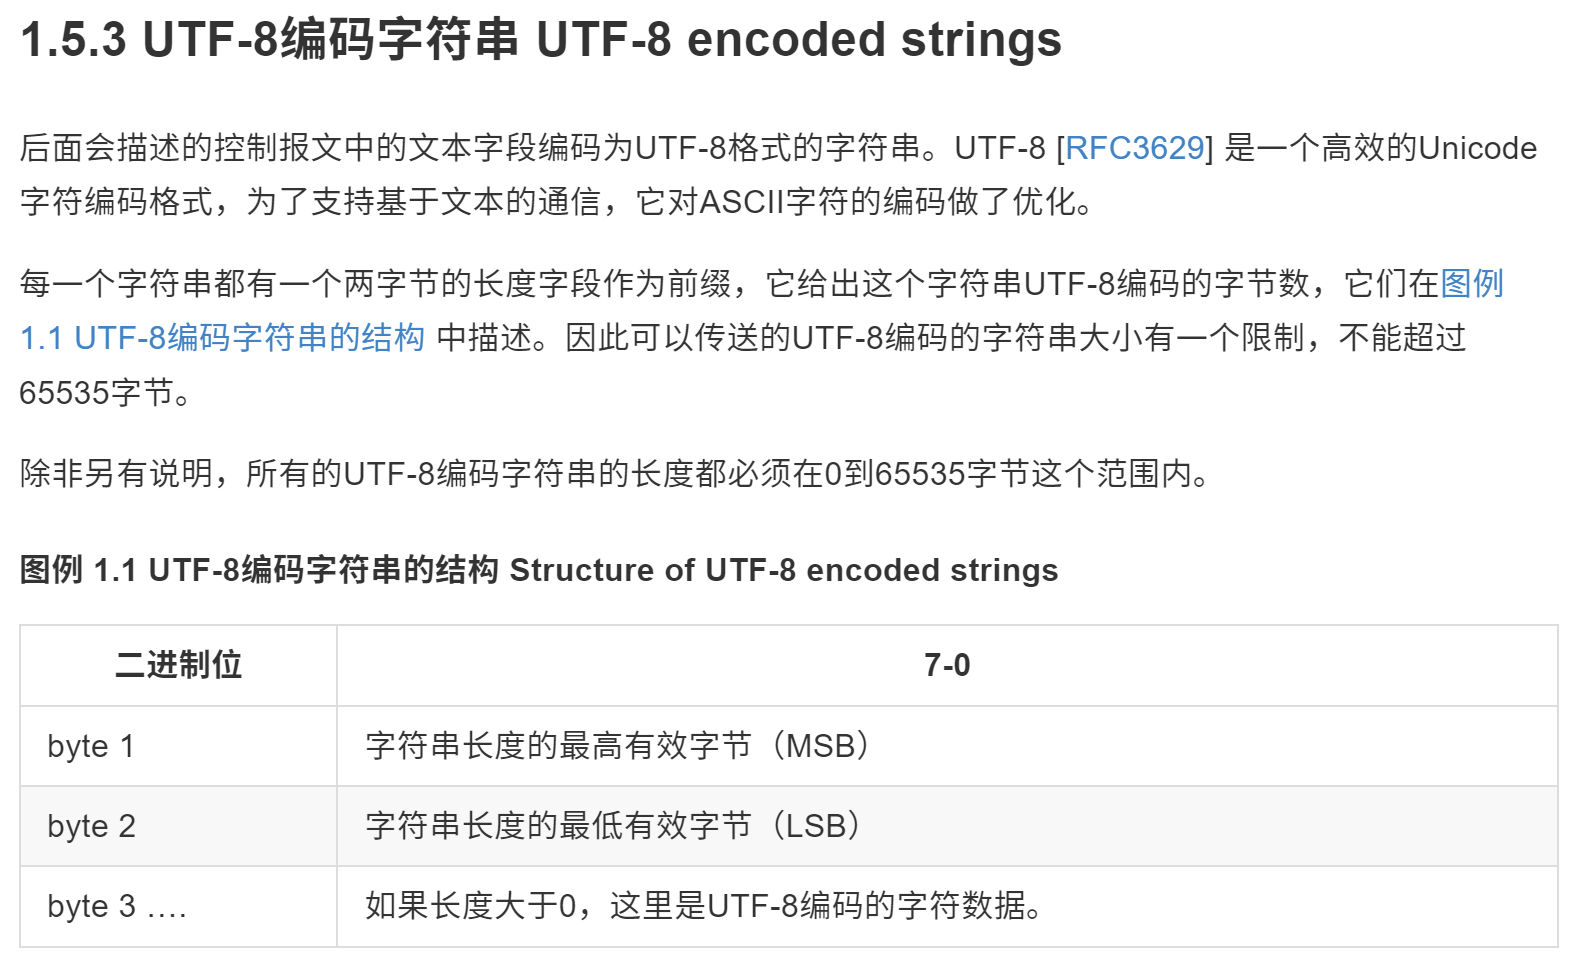 1.5.3 UTF-8编码字符串 UTF-8 encoded strings
后面会描述的控制报文中的文本字段编码为UTF-8格式的字符串。UTF-8 [RFC3629] 是一个高效的Unicode
字符编码格式，为了支持基于文本的通信，它对ASCII字符的编码做了优化。
每一个字符串都有一个两字节的长度字段作为前缀，它给出这个字符串UTF-8编码的字节数，它们在图例
1.1 UTF-8编码字符串的结构 中描述。因此可以传送的UTF-8编码的字符串大小有一个限制，不能超过
65535字节。
除非另有说明，所有的UTF-8编码字符串的长度都必须在0到65535字节这个范围内。
图例 1.1 UTF-8编码字符串的结构 Structure of UTF-8 encoded strings
二进制位 7-0
byte 1 字符串长度的最高有效字节（MSB）
byte 2 字符串长度的最低有效字节（LSB）
byte 3 .... 如果长度大于0，这里是UTF-8编码的字符数据。